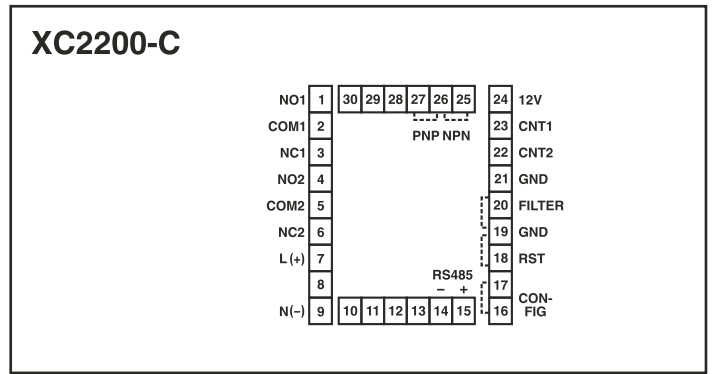 XC2200-C
NO1 1 30 29 28 27 26 25 24 12V
COM1 2 23 CNT1
PNP NPN
NC1 3 22 CNT2
NO2 4 21 GND
COM2 5 20 FILTER
NC2 6 19 GND
L(+) 7 18 RST
RS485
8 17
− +
CON-
N(−) 9 10 11 12 13 14 15 16 FIG